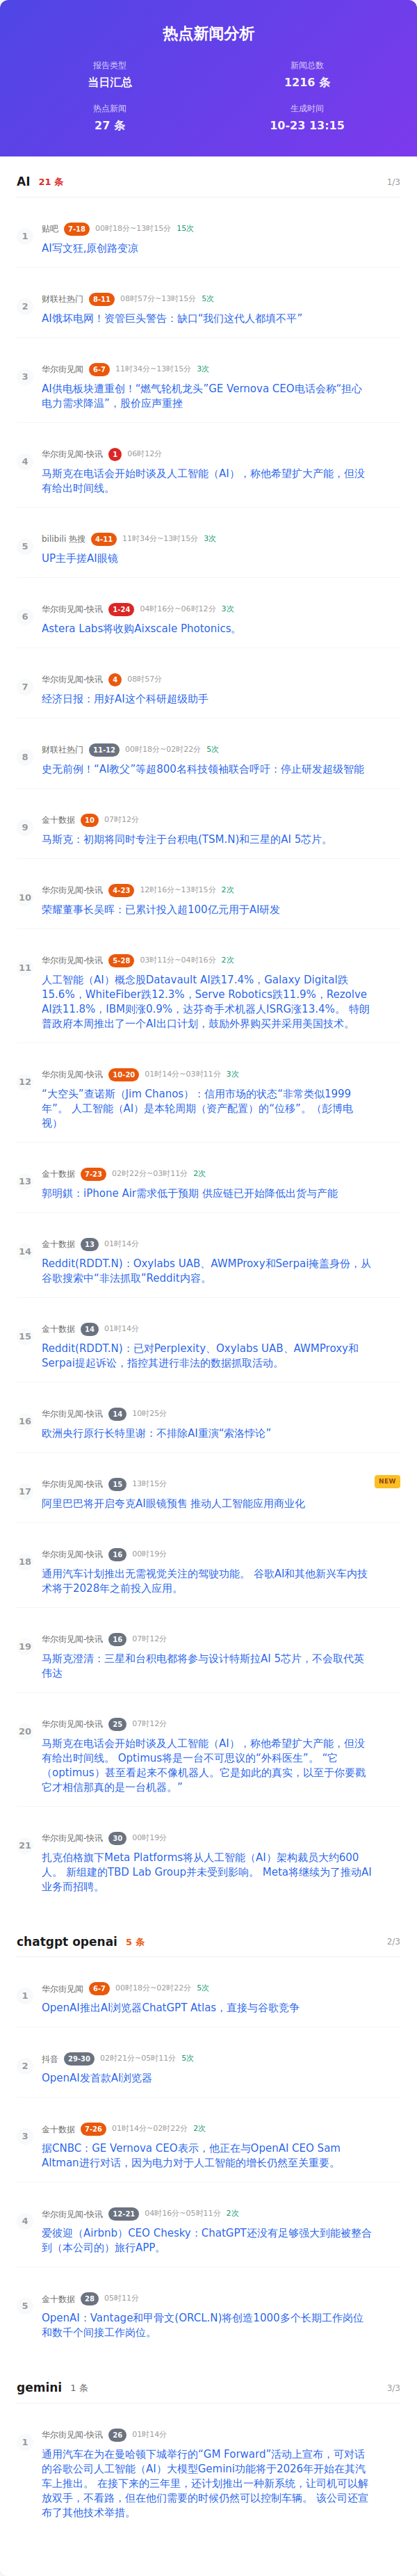 热点新闻分析
报告类型
当日汇总
新闻总数
1216 条
热点新闻
27 条
生成时间
10-23 13:15
AI 21 条 1/3
1
贴吧 7-18 00时18分~13时15分 15次
AI写文狂,原创路变凉
2
财联社热门 8-11 08时57分~13时15分 5次
AI饿坏电网！资管巨头警告：缺口“我们这代人都填不平”
3
华尔街见闻 6-7 11时34分~13时15分 3次
AI供电板块遭重创！“燃气轮机龙头”GE Vernova CEO电话会称“担心
电力需求降温”，股价应声重挫
4
华尔街见闻-快讯 1 06时12分
马斯克在电话会开始时谈及人工智能（AI），称他希望扩大产能，但没
有给出时间线。
5
bilibili 热搜 4-11 11时34分~13时15分 3次
UP主手搓AI眼镜
6
华尔街见闻-快讯 1-24 04时16分~06时12分 3次
Astera Labs将收购Aixscale Photonics。
7
华尔街见闻-快讯 4 08时57分
经济日报：用好AI这个科研超级助手
8
财联社热门 11-12 00时18分~02时22分 5次
史无前例！“AI教父”等超800名科技领袖联合呼吁：停止研发超级智能
9
金十数据 10 07时12分
马斯克：初期将同时专注于台积电(TSM.N)和三星的AI 5芯片。
10
华尔街见闻-快讯 4-23 12时16分~13时15分 2次
荣耀董事长吴晖：已累计投入超100亿元用于AI研发
11
华尔街见闻-快讯 5-28 03时11分~04时16分 2次
人工智能（AI）概念股Datavault AI跌17.4%，Galaxy Digital跌
15.6%，WhiteFiber跌12.3%，Serve Robotics跌11.9%，Rezolve
AI跌11.8%，IBM则涨0.9%，达芬奇手术机器人ISRG涨13.4%。 特朗
普政府本周推出了一个AI出口计划，鼓励外界购买并采用美国技术。
12
华尔街见闻-快讯 10-20 01时14分~03时11分 3次
“大空头”查诺斯（Jim Chanos）：信用市场的状态“非常类似1999
年”。 人工智能（AI）是本轮周期（资产配置）的“位移”。（彭博电
视）
13
金十数据 7-23 02时22分~03时11分 2次
郭明錤：iPhone Air需求低于预期 供应链已开始降低出货与产能
14
金十数据 13 01时14分
Reddit(RDDT.N)：Oxylabs UAB、AWMProxy和Serpai掩盖身份，从
谷歌搜索中“非法抓取”Reddit内容。
15
金十数据 14 01时14分
Reddit(RDDT.N)：已对Perplexity、Oxylabs UAB、AWMProxy和
Serpai提起诉讼，指控其进行非法的数据抓取活动。
16
华尔街见闻-快讯 14 10时25分
欧洲央行原行长特里谢：不排除AI重演“索洛悖论”
17
华尔街见闻-快讯 15 13时15分 NEW
阿里巴巴将开启夸克AI眼镜预售 推动人工智能应用商业化
18
华尔街见闻-快讯 16 00时19分
通用汽车计划推出无需视觉关注的驾驶功能。 谷歌AI和其他新兴车内技
术将于2028年之前投入应用。
19
华尔街见闻-快讯 16 07时12分
马斯克澄清：三星和台积电都将参与设计特斯拉AI 5芯片，不会取代英
伟达
20
华尔街见闻-快讯 25 07时12分
马斯克在电话会开始时谈及人工智能（AI），称他希望扩大产能，但没
有给出时间线。 Optimus将是一台不可思议的“外科医生”。 “它
（optimus）甚至看起来不像机器人。它是如此的真实，以至于你要戳
它才相信那真的是一台机器。”
21
华尔街见闻-快讯 30 00时19分
扎克伯格旗下Meta Platforms将从人工智能（AI）架构裁员大约600
人。 新组建的TBD Lab Group并未受到影响。 Meta将继续为了推动AI
业务而招聘。
chatgpt openai 5 条 2/3
1
华尔街见闻 6-7 00时18分~02时22分 5次
OpenAI推出AI浏览器ChatGPT Atlas，直接与谷歌竞争
2
抖音 29-30 02时21分~05时11分 5次
OpenAI发首款AI浏览器
3
金十数据 7-26 01时14分~02时22分 2次
据CNBC：GE Vernova CEO表示，他正在与OpenAI CEO Sam
Altman进行对话，因为电力对于人工智能的增长仍然至关重要。
4
华尔街见闻-快讯 12-21 04时16分~05时11分 2次
爱彼迎（Airbnb）CEO Chesky：ChatGPT还没有足够强大到能被整合
到（本公司的）旅行APP。
5
金十数据 28 05时11分
OpenAI：Vantage和甲骨文(ORCL.N)将创造1000多个长期工作岗位
和数千个间接工作岗位。
gemini 1 条 3/3
1
华尔街见闻-快讯 26 01时14分
通用汽车在为在曼哈顿下城举行的“GM Forward”活动上宣布，可对话
的谷歌公司人工智能（AI）大模型Gemini功能将于2026年开始在其汽
车上推出。 在接下来的三年里，还计划推出一种新系统，让司机可以解
放双手，不看路，但在他们需要的时候仍然可以控制车辆。 该公司还宣
布了其他技术举措。